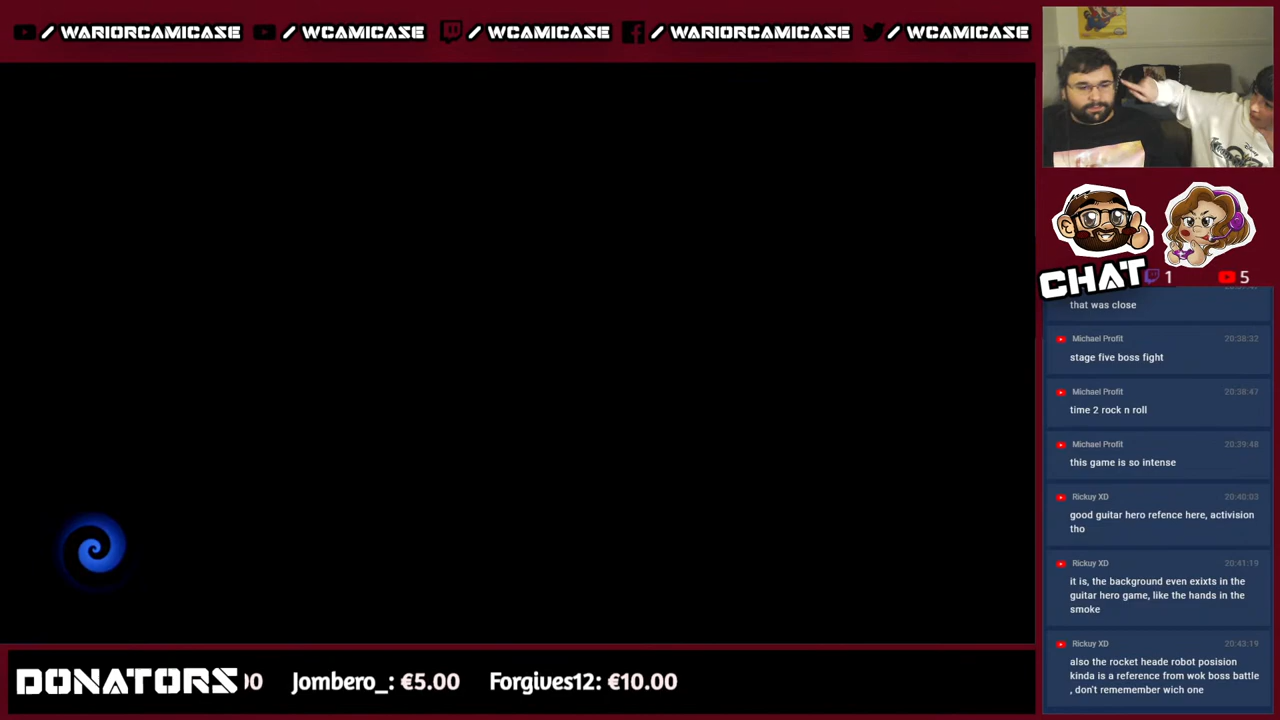 / WARIORCAMICASE / WCAMICASE / WCAMICASE / WARIORCAMICASE / WCAMICASE
CHAT 1 5
that was close
Michael Profit 20:38:32
stage five boss fight
Michael Profit 20:38:47
time 2 rock n roll
Michael Profit 20:39:48
this game is so intense
Rickuy XD 20:40:03
good guitar hero refence here, activision
tho
Rickuy XD 20:41:19
it is, the background even exixts in the
guitar hero game, like the hands in the
smoke
Rickuy XD 20:43:19
also the rocket heade robot posision
kinda is a reference from wok boss battle
, don't rememember wich one
DONATORS Jombero_: €5.00 Forgives12: €10.00